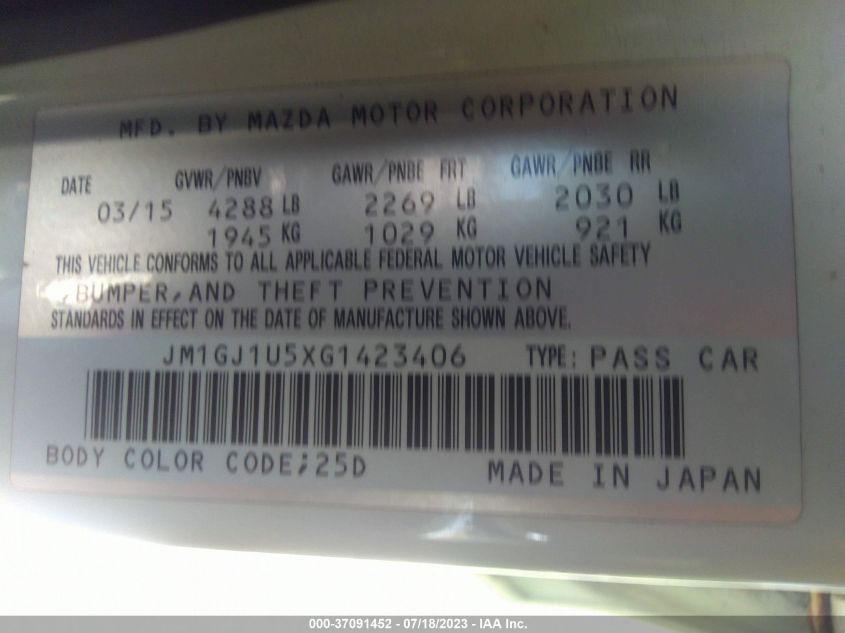 MFD. BY MAZDA MOTOR CORPORATION
DATE GVWR/PNBV GAWR/PNBE FRT GAWR/PNBE RR
03/15 4288 LB 2269 LB 2030 LB
1945 KG 1029 KG 921 KG
THIS VEHICLE CONFORMS TO ALL APPLICABLE FEDERAL MOTOR VEHICLE SAFETY
,BUMPER,AND THEFT PREVENTION
STANDARDS IN EFFECT ON THE DATE OF MANUFACTURE SHOWN ABOVE.
JM1GJ1U5XG1423406 TYPE: PASS CAR
BODY COLOR CODE;25D MADE IN JAPAN
000-37091452 - 07/18/2023 - IAA Inc.